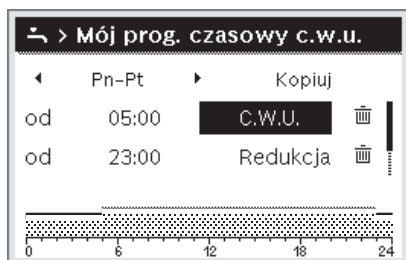 > Mój prog. czasowy c.w.u.
Pn-Pt Kopiuj
od 05:00 C.W.U.
od 23:00 Redukcja
0 6 12 18 24